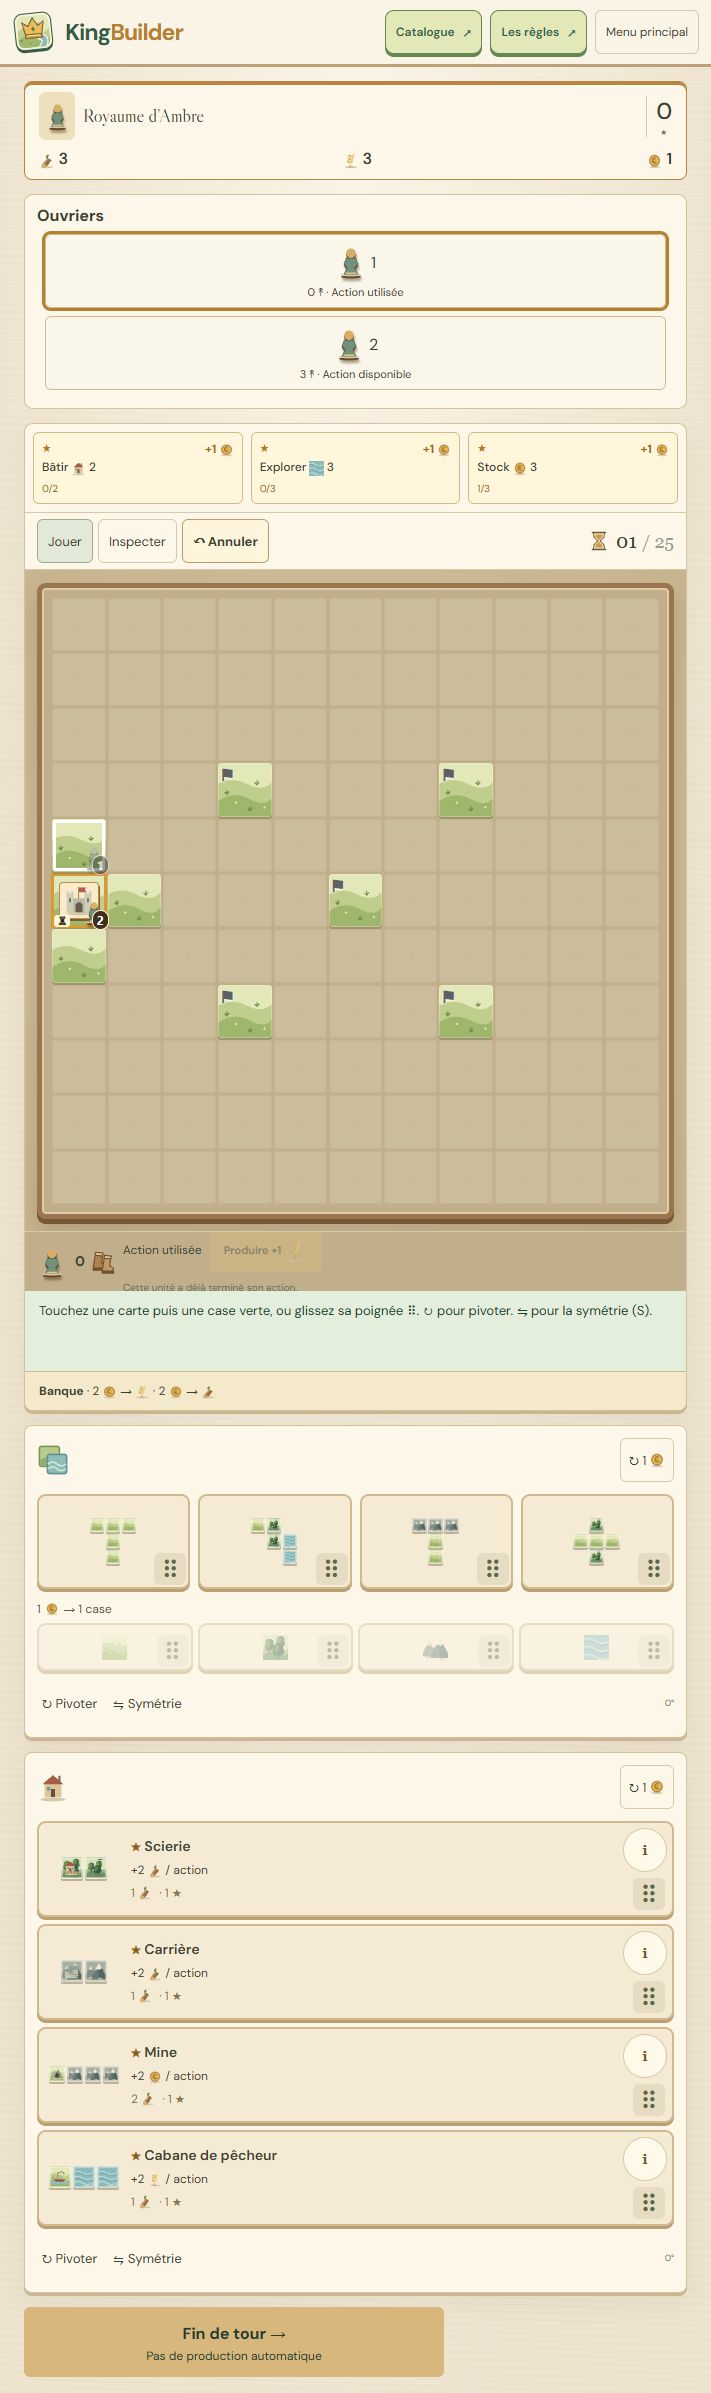 KingBuilder
Catalogue ↗
Les règles ↗
Menu principal
Royaume d'Ambre
0
★
3
3
1
Ouvriers
1
0 ↟ · Action utilisée
2
3 ↟ · Action disponible
★ +1
Bâtir 2
0/2
★ +1
Explorer 3
0/3
★ +1
Stock 3
1/3
Jouer
Inspecter
↶ Annuler
01 / 25
1
2
0
Action utilisée
Produire +1
Cette unité a déjà terminé son action.
Touchez une carte puis une case verte, ou glissez sa poignée ⠿. ↻ pour pivoter. ⇋ pour la symétrie (S).
Banque · 2 → · 2 →
↻ 1
1 → 1 case
↻ Pivoter ⇋ Symétrie 0°
↻ 1
★ Scierie
+2 / action
1 · 1 ★
i
★ Carrière
+2 / action
1 · 1 ★
i
★ Mine
+2 / action
2 · 1 ★
i
★ Cabane de pêcheur
+2 / action
1 · 1 ★
i
↻ Pivoter ⇋ Symétrie 0°
Fin de tour →
Pas de production automatique